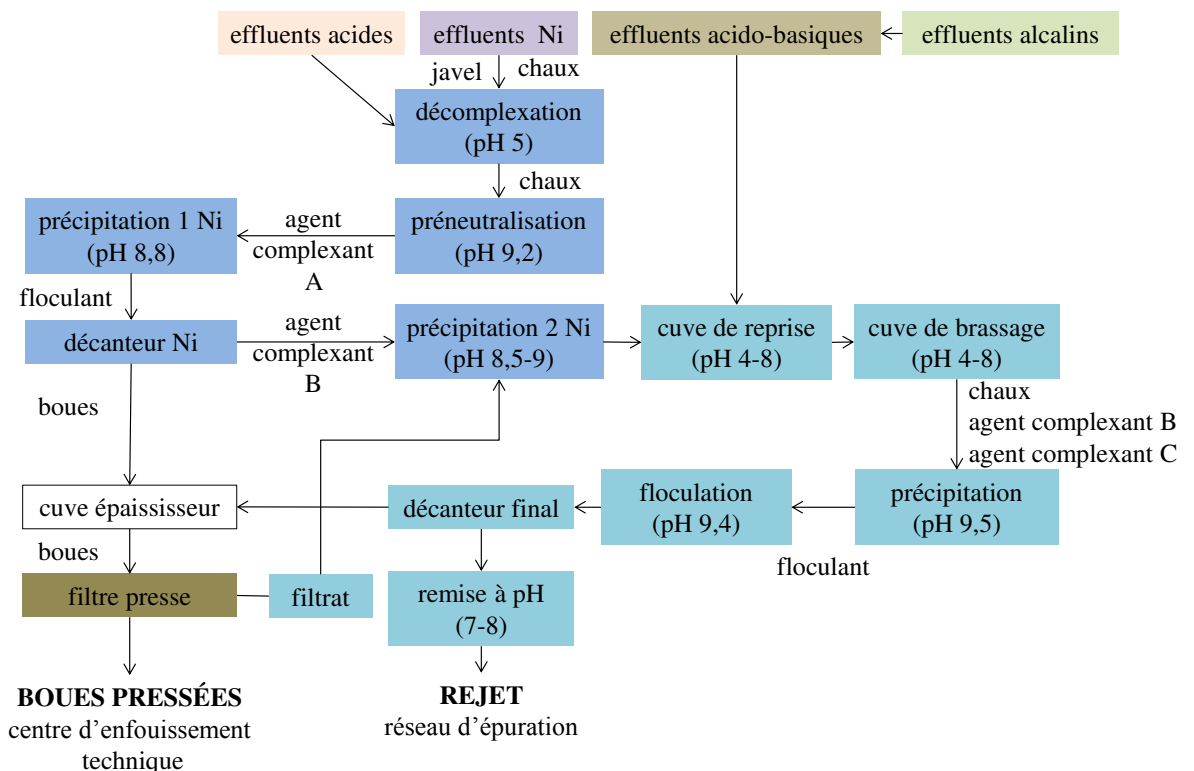 effluents acides
effluents Ni
effluents acido-basiques
effluents alcalins
javel
chaux
décomplexation
(pH 5)
chaux
précipitation 1 Ni
(pH 8,8)
agent
complexant
A
préneutralisation
(pH 9,2)
floculant
décanteur Ni
agent
complexant
B
précipitation 2 Ni
(pH 8,5-9)
cuve de reprise
(pH 4-8)
cuve de brassage
(pH 4-8)
boues
chaux
agent complexant B
agent complexant C
cuve épaississeur
décanteur final
floculation
(pH 9,4)
précipitation
(pH 9,5)
boues
floculant
filtre presse
filtrat
remise à pH
(7-8)
BOUES PRESSÉES
centre d'enfouissement
technique
REJET
réseau d'épuration